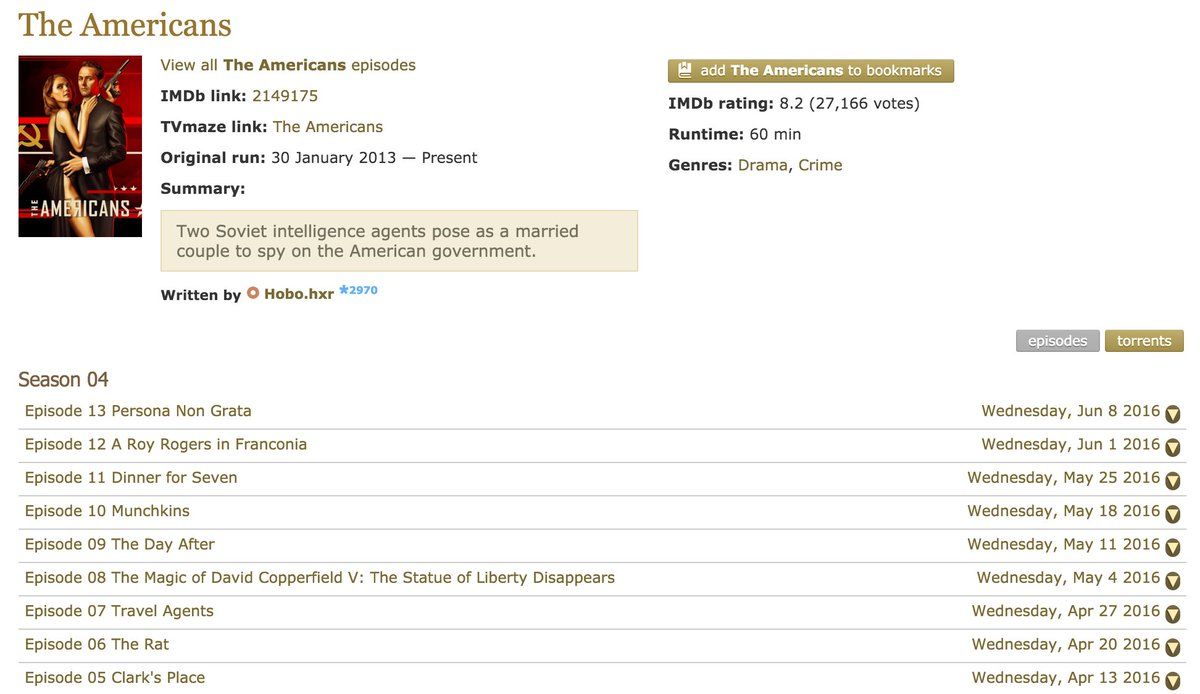 The Americans
THE AMERICANS
View all The Americans episodes
IMDb link: 2149175
TVmaze link: The Americans
Original run: 30 January 2013 — Present
Summary:
Two Soviet intelligence agents pose as a married
couple to spy on the American government.
Written by Hobo.hxr *2970
add The Americans to bookmarks
IMDb rating: 8.2 (27,166 votes)
Runtime: 60 min
Genres: Drama, Crime
episodes torrents
Season 04
Episode 13 Persona Non Grata Wednesday, Jun 8 2016
Episode 12 A Roy Rogers in Franconia Wednesday, Jun 1 2016
Episode 11 Dinner for Seven Wednesday, May 25 2016
Episode 10 Munchkins Wednesday, May 18 2016
Episode 09 The Day After Wednesday, May 11 2016
Episode 08 The Magic of David Copperfield V: The Statue of Liberty Disappears Wednesday, May 4 2016
Episode 07 Travel Agents Wednesday, Apr 27 2016
Episode 06 The Rat Wednesday, Apr 20 2016
Episode 05 Clark's Place Wednesday, Apr 13 2016